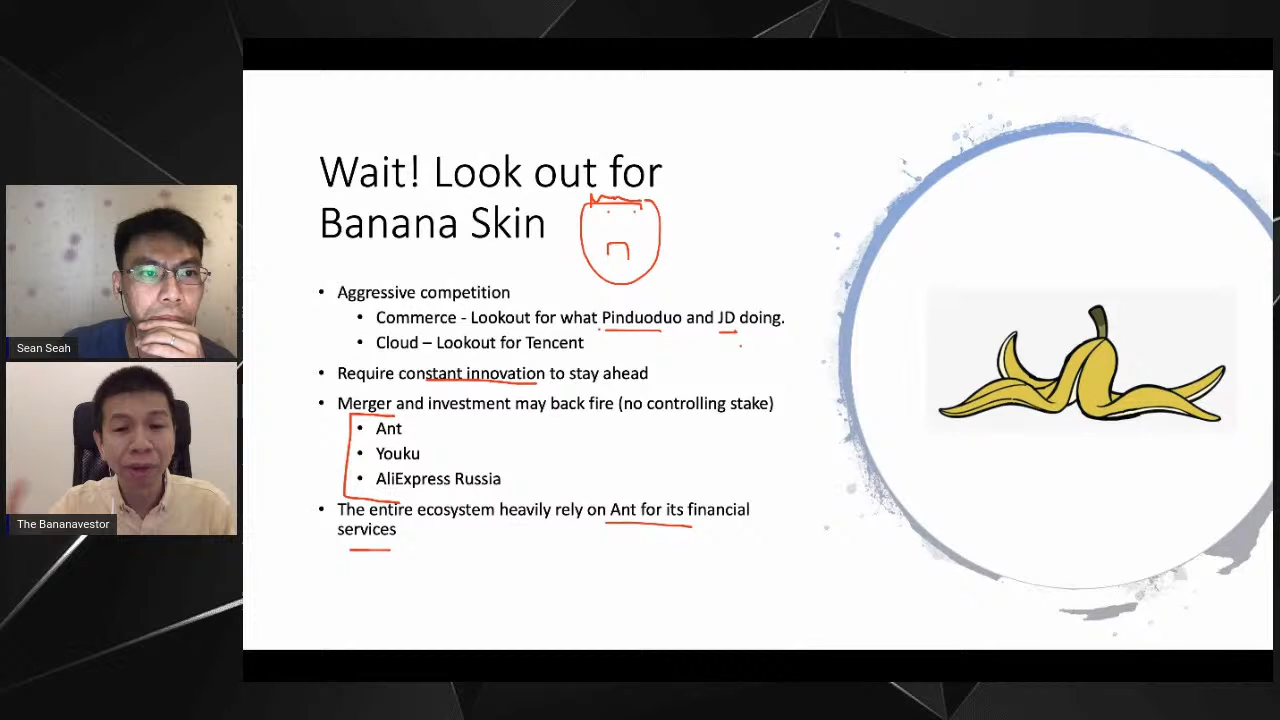 Wait! Look out for
Banana Skin
• Aggressive competition
• Commerce - Lookout for what Pinduoduo and JD doing.
• Cloud – Lookout for Tencent
• Require constant innovation to stay ahead
• Merger and investment may back fire (no controlling stake)
• Ant
• Youku
• AliExpress Russia
• The entire ecosystem heavily rely on Ant for its financial
services
Sean Seah
The Bananavestor